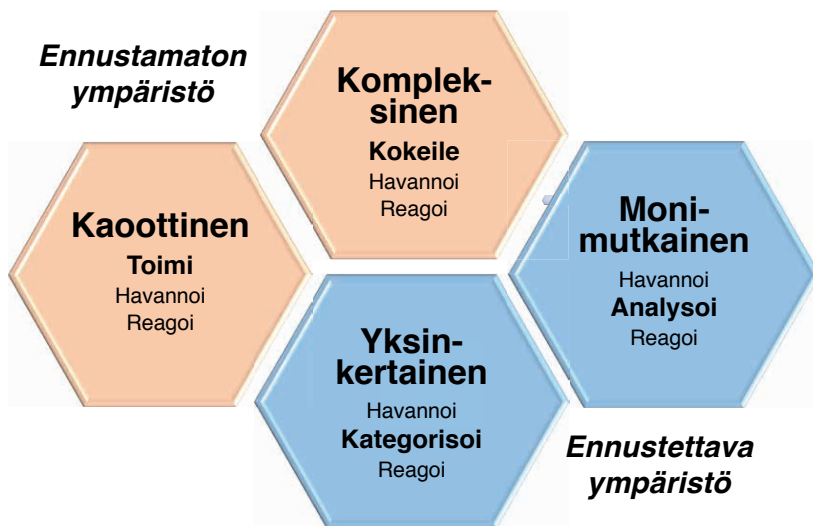 Ennustamaton
ympäristö
Komplek-
sinen
Kokeile
Havannoi
Reagoi
Kaoottinen
Toimi
Havannoi
Reagoi
Moni-
mutkainen
Havannoi
Analysoi
Reagoi
Yksin-
kertainen
Havannoi
Kategorisoi
Reagoi
Ennustettava
ympäristö